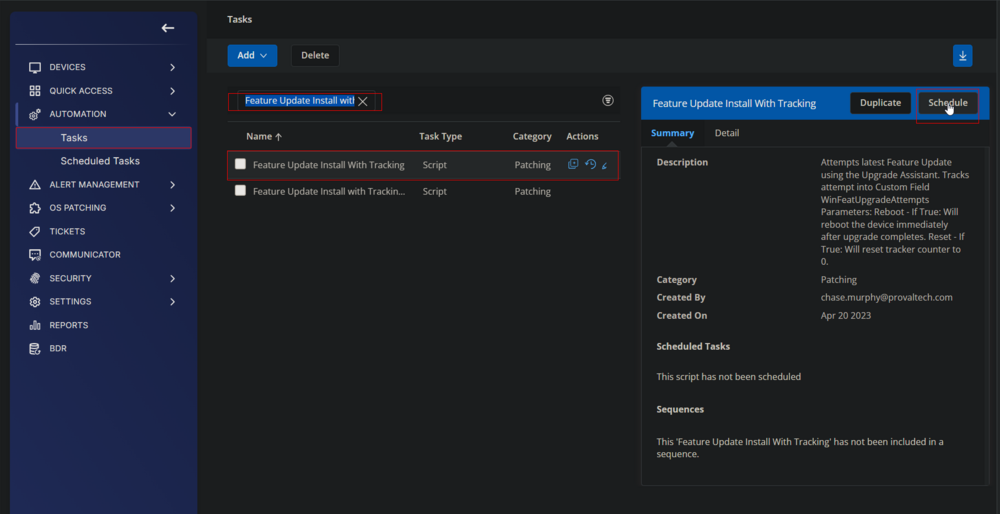 Tasks
Add
Delete
DEVICES
QUICK ACCESS
AUTOMATION
Tasks
Scheduled Tasks
ALERT MANAGEMENT
OS PATCHING
TICKETS
COMMUNICATOR
SECURITY
SETTINGS
REPORTS
BDR
Feature Update Install with
Name
Task Type
Category
Actions
Feature Update Install With Tracking
Script
Patching
Feature Update Install with Trackin...
Script
Patching
Feature Update Install With Tracking
Duplicate
Schedule
Summary
Detail
Description
Attempts latest Feature Update
using the Upgrade Assistant. Tracks
attempt into Custom Field
WinFeatUpgradeAttempts
Parameters: Reboot - If True: Will
reboot the device immediately
after upgrade completes. Reset - If
True: Will reset tracker counter to
0.
Category
Patching
Created By
chase.murphy@provaltech.com
Created On
Apr 20 2023
Scheduled Tasks
This script has not been scheduled
Sequences
This 'Feature Update Install With Tracking' has not been included in a
sequence.